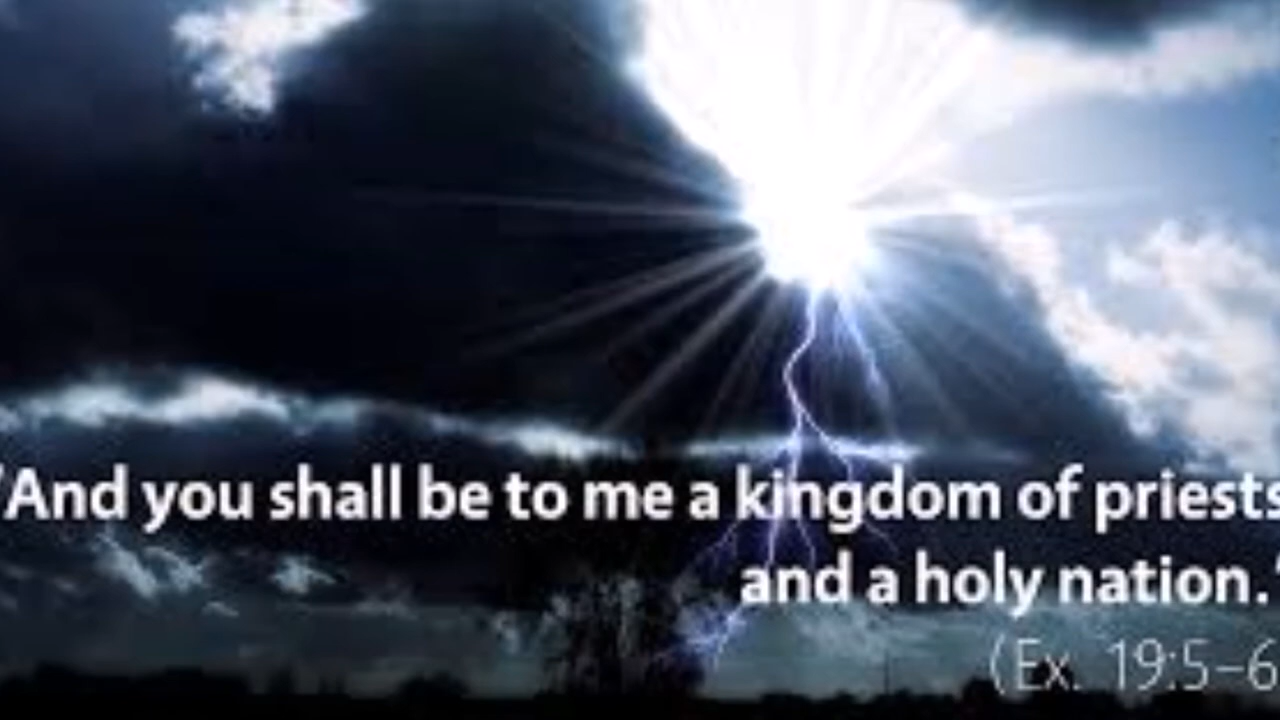 "And you shall be to me a kingdom of priests
and a holy nation."
(Ex. 19:5–6